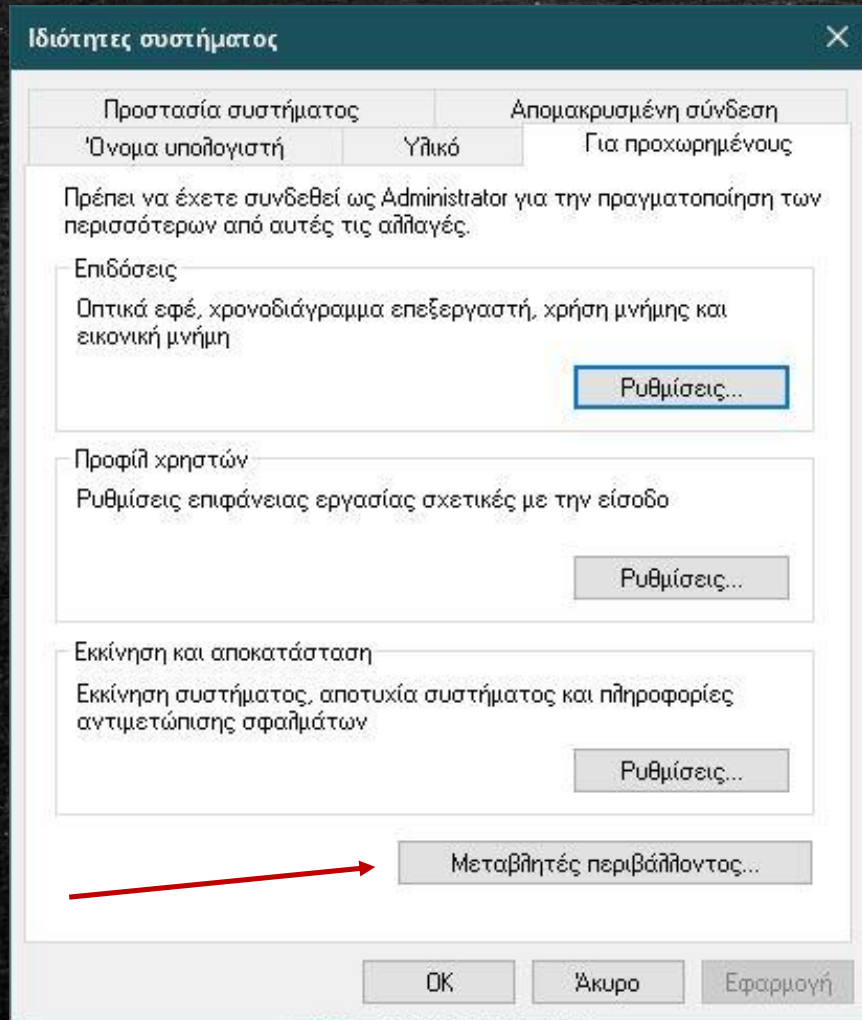 Ιδιότητες συστήματος
Προστασία συστήματος
Απομακρυσμένη σύνδεση
Όνομα υπολογιστή
Υλικό
Για προχωρημένους
Πρέπει να έχετε συνδεθεί ως Administrator για την πραγματοποίηση των
περισσότερων από αυτές τις αλλαγές.
Επιδόσεις
Οπτικά εφέ, χρονοδιάγραμμα επεξεργαστή, χρήση μνήμης και
εικονική μνήμη
Ρυθμίσεις...
Προφίλ χρηστών
Ρυθμίσεις επιφάνειας εργασίας σχετικές με την είσοδο
Ρυθμίσεις...
Εκκίνηση και αποκατάσταση
Εκκίνηση συστήματος, αποτυχία συστήματος και πληροφορίες
αντιμετώπισης σφαλμάτων
Ρυθμίσεις...
Μεταβλητές περιβάλλοντος...
OK
Άκυρο
Εφαρμογή